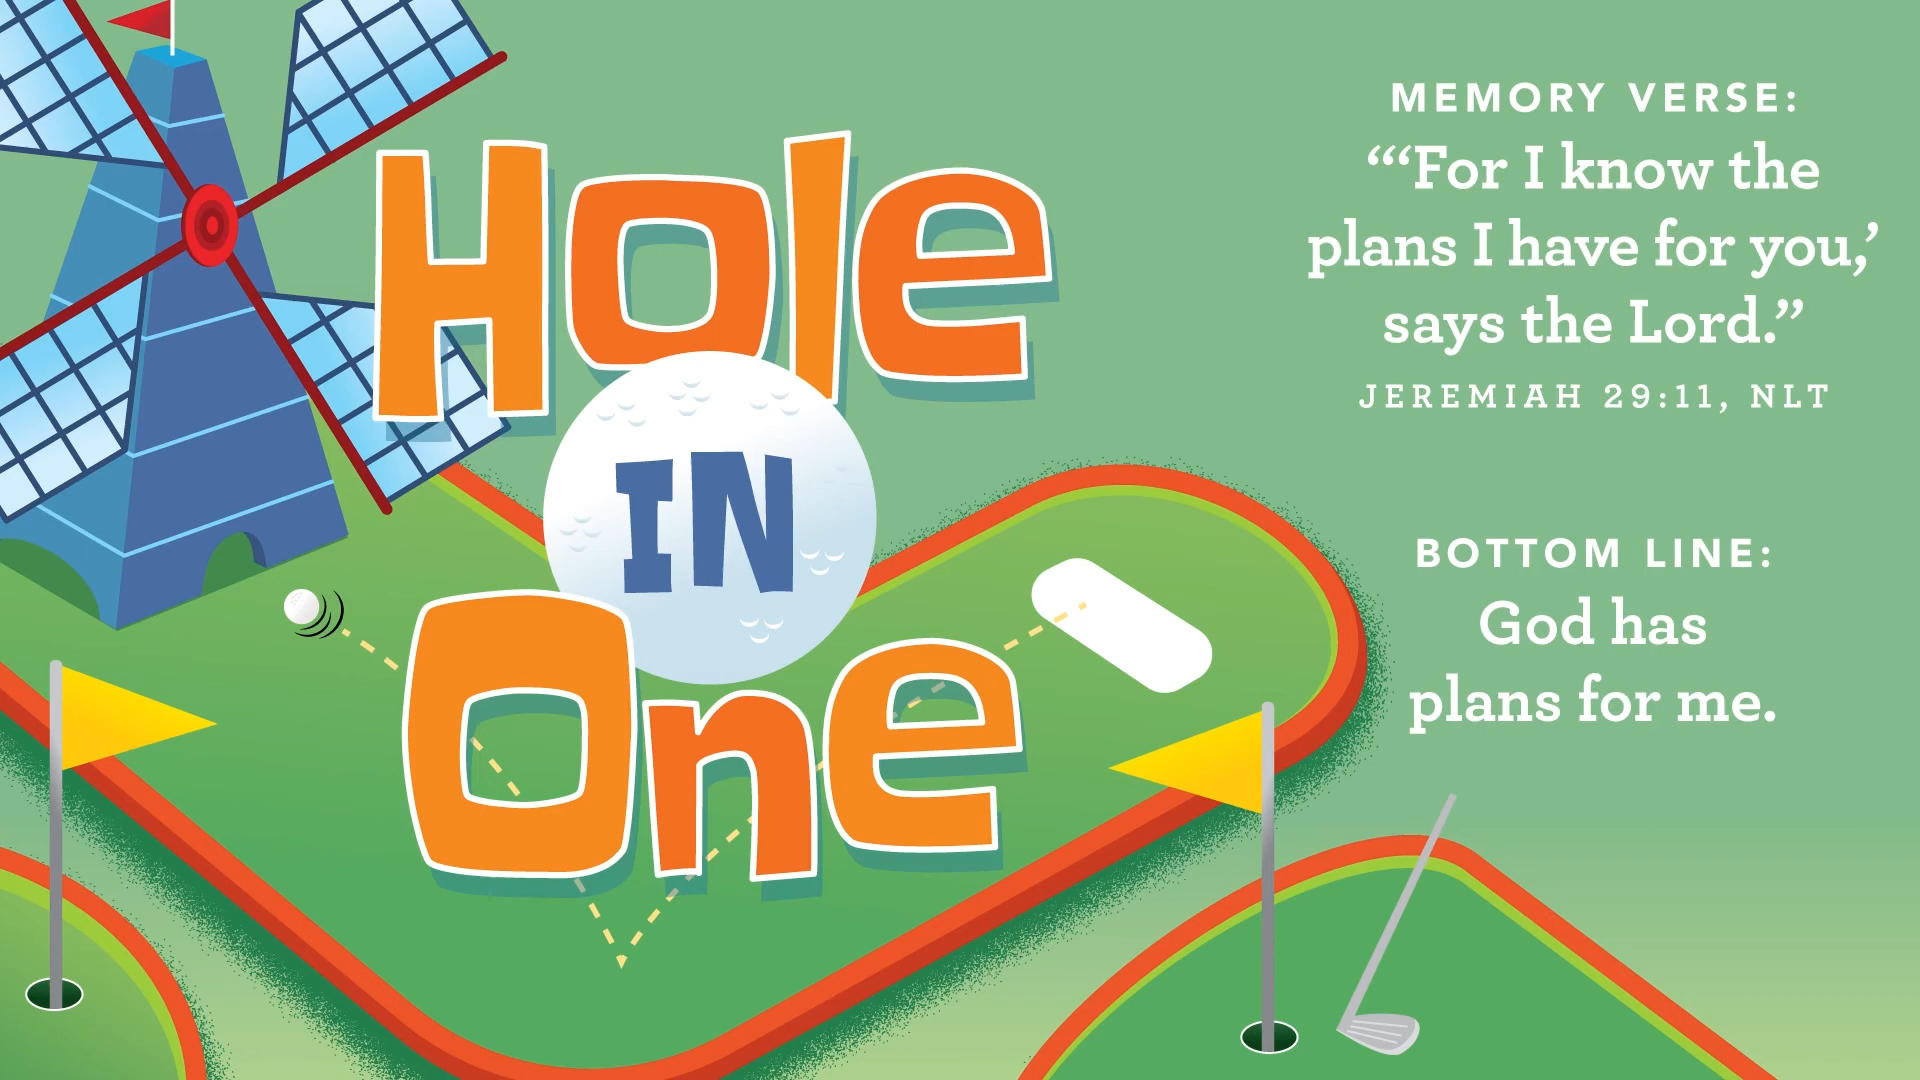 Hole
IN
One
MEMORY VERSE:
“‘For I know the
plans I have for you,’
says the Lord.”
JEREMIAH 29:11, NLT
BOTTOM LINE:
God has
plans for me.